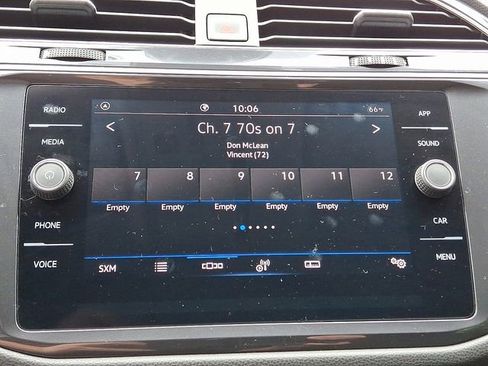 RADIO
MEDIA
PHONE
VOICE
10:06
66°F
< Ch. 7 70s on 7 >
Don McLean
Vincent (72)
7 8 9 10 11 12
Empty Empty Empty Empty Empty Empty
SXM
APP
SOUND
CAR
MENU